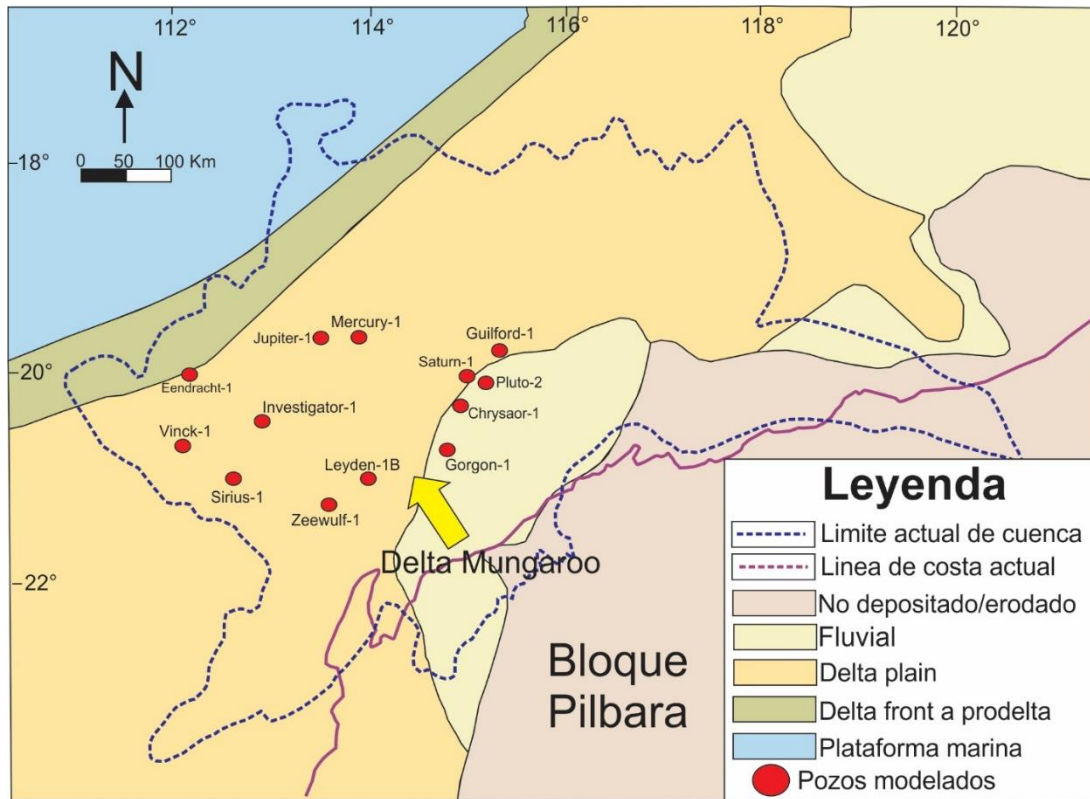 112°
114°
116°
118°
120°
N
0 50 100 Km
18°
20°
22°
Mercury-1
Jupiter-1
Guilford-1
Saturn-1
Pluto-2
Eendracht-1
Chrysaor-1
Investigator-1
Vinck-1
Gorgon-1
Leyden-1B
Sirius-1
Zeewulf-1
Delta Mungaroo
Bloque
Pilbara
Leyenda
Limite actual de cuenca
Linea de costa actual
No depositado/erodado
Fluvial
Delta plain
Delta front a prodelta
Plataforma marina
Pozos modelados